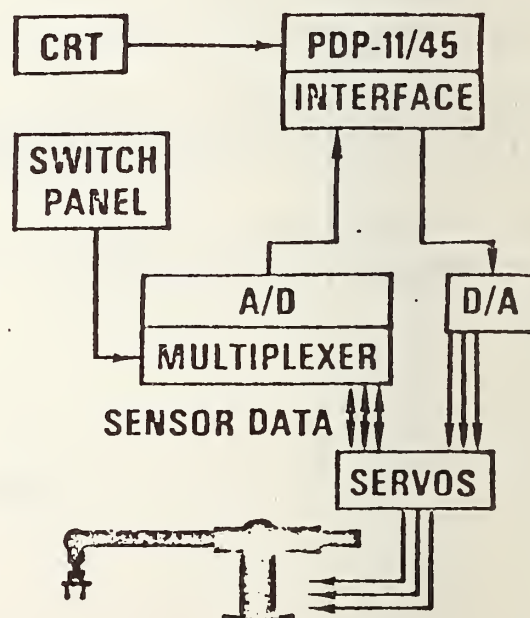 CRT
PDP-11/45
INTERFACE
SWITCH
PANEL
A/D
D/A
MULTIPLEXER
SENSOR DATA
SERVOS